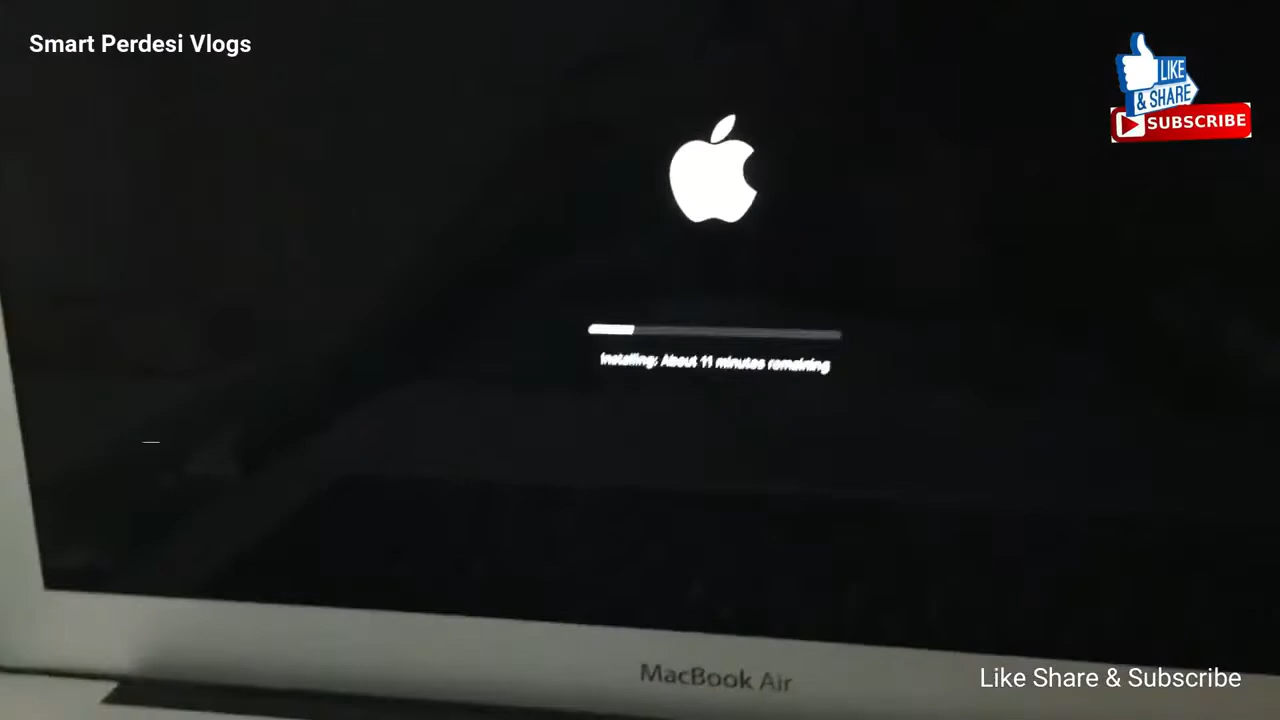 Smart Perdesi Vlogs
LIKE
& SHARE
SUBSCRIBE
Installing: About 11 minutes remaining
MacBook Air
Like Share & Subscribe